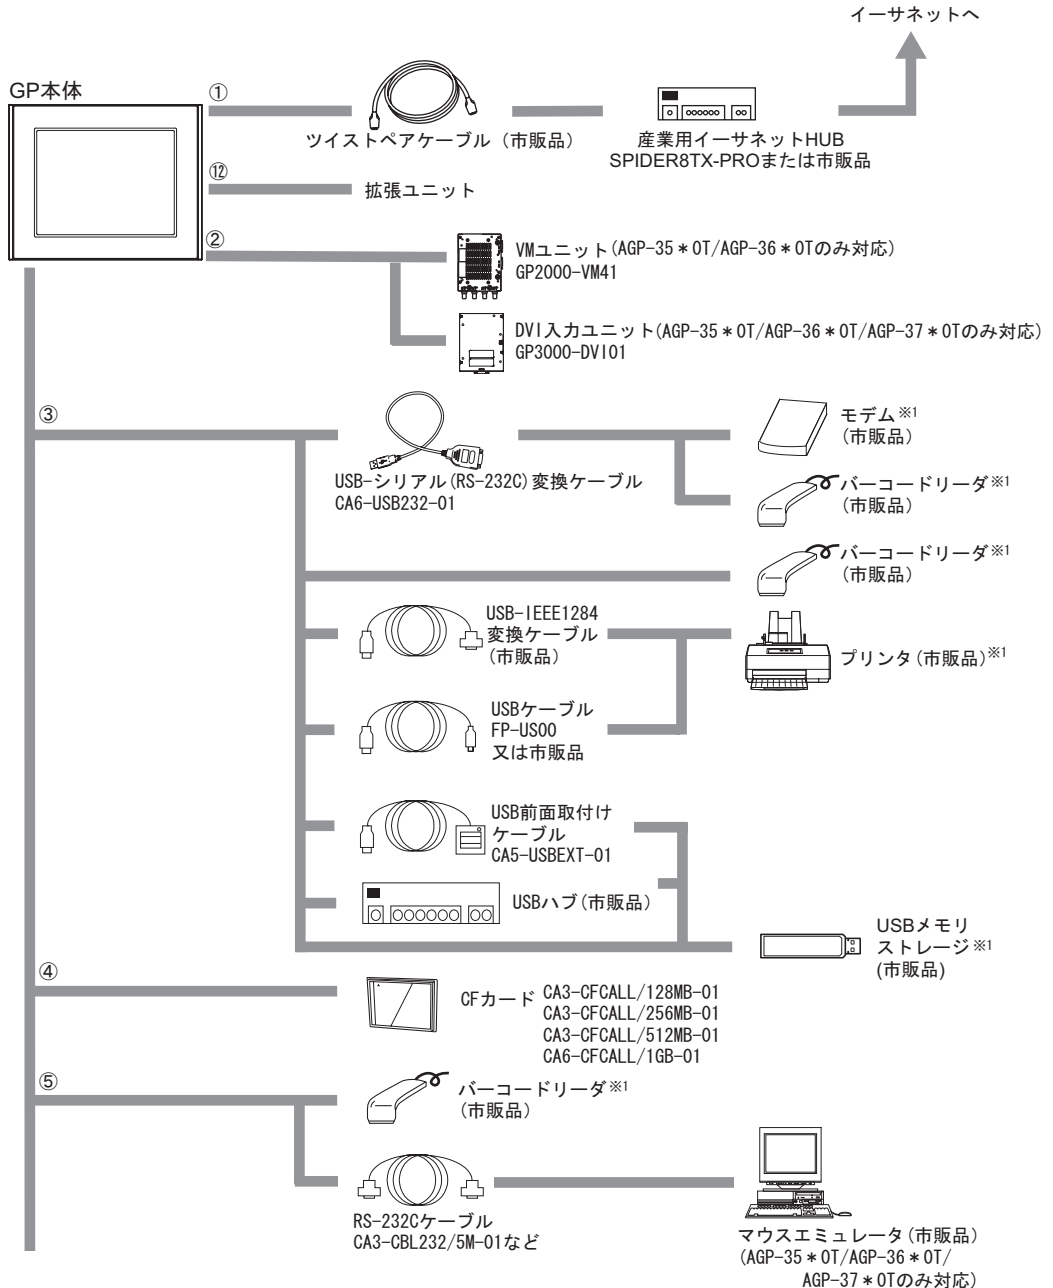 イーサネットへ
GP本体
①
ツイストペアケーブル（市販品）
産業用イーサネットHUB
SPIDER8TX-PROまたは市販品
⑫
拡張ユニット
②
VMユニット(AGP-35＊0T/AGP-36＊0Tのみ対応)
GP2000-VM41
DVI入力ユニット(AGP-35＊0T/AGP-36＊0T/AGP-37＊0Tのみ対応)
GP3000-DVI01
③
USB-シリアル(RS-232C)変換ケーブル
CA6-USB232-01
モデム※1
(市販品)
バーコードリーダ※1
(市販品)
バーコードリーダ※1
(市販品)
USB-IEEE1284
変換ケーブル
(市販品)
プリンタ(市販品)※1
USBケーブル
FP-US00
又は市販品
USB前面取付け
ケーブル
CA5-USBEXT-01
USBハブ(市販品)
USBメモリ
ストレージ※1
(市販品)
④
CFカード CA3-CFCALL/128MB-01
CA3-CFCALL/256MB-01
CA3-CFCALL/512MB-01
CA6-CFCALL/1GB-01
⑤
バーコードリーダ※1
(市販品)
RS-232Cケーブル
CA3-CBL232/5M-01など
マウスエミュレータ(市販品)
(AGP-35＊0T/AGP-36＊0T/
AGP-37＊0Tのみ対応)